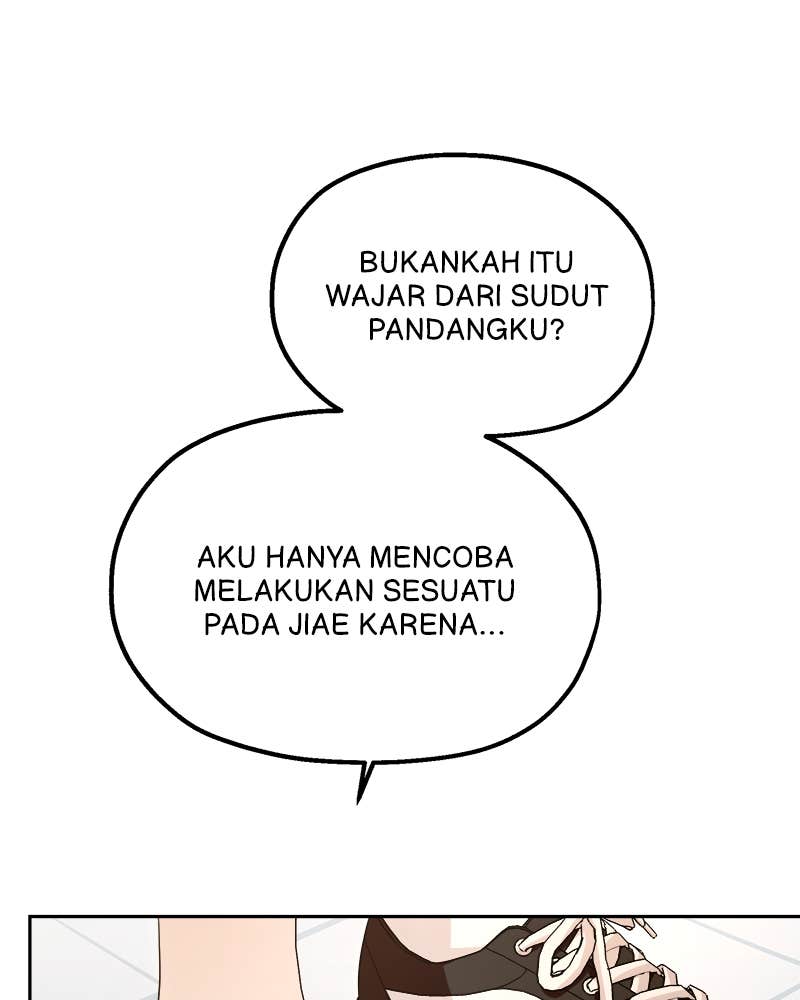 BUKANKAH ITU
WAJAR DARI SUDUT
PANDANGKU?
AKU HANYA MENCOBA
MELAKUKAN SESUATU
PADA JIAE KARENA...